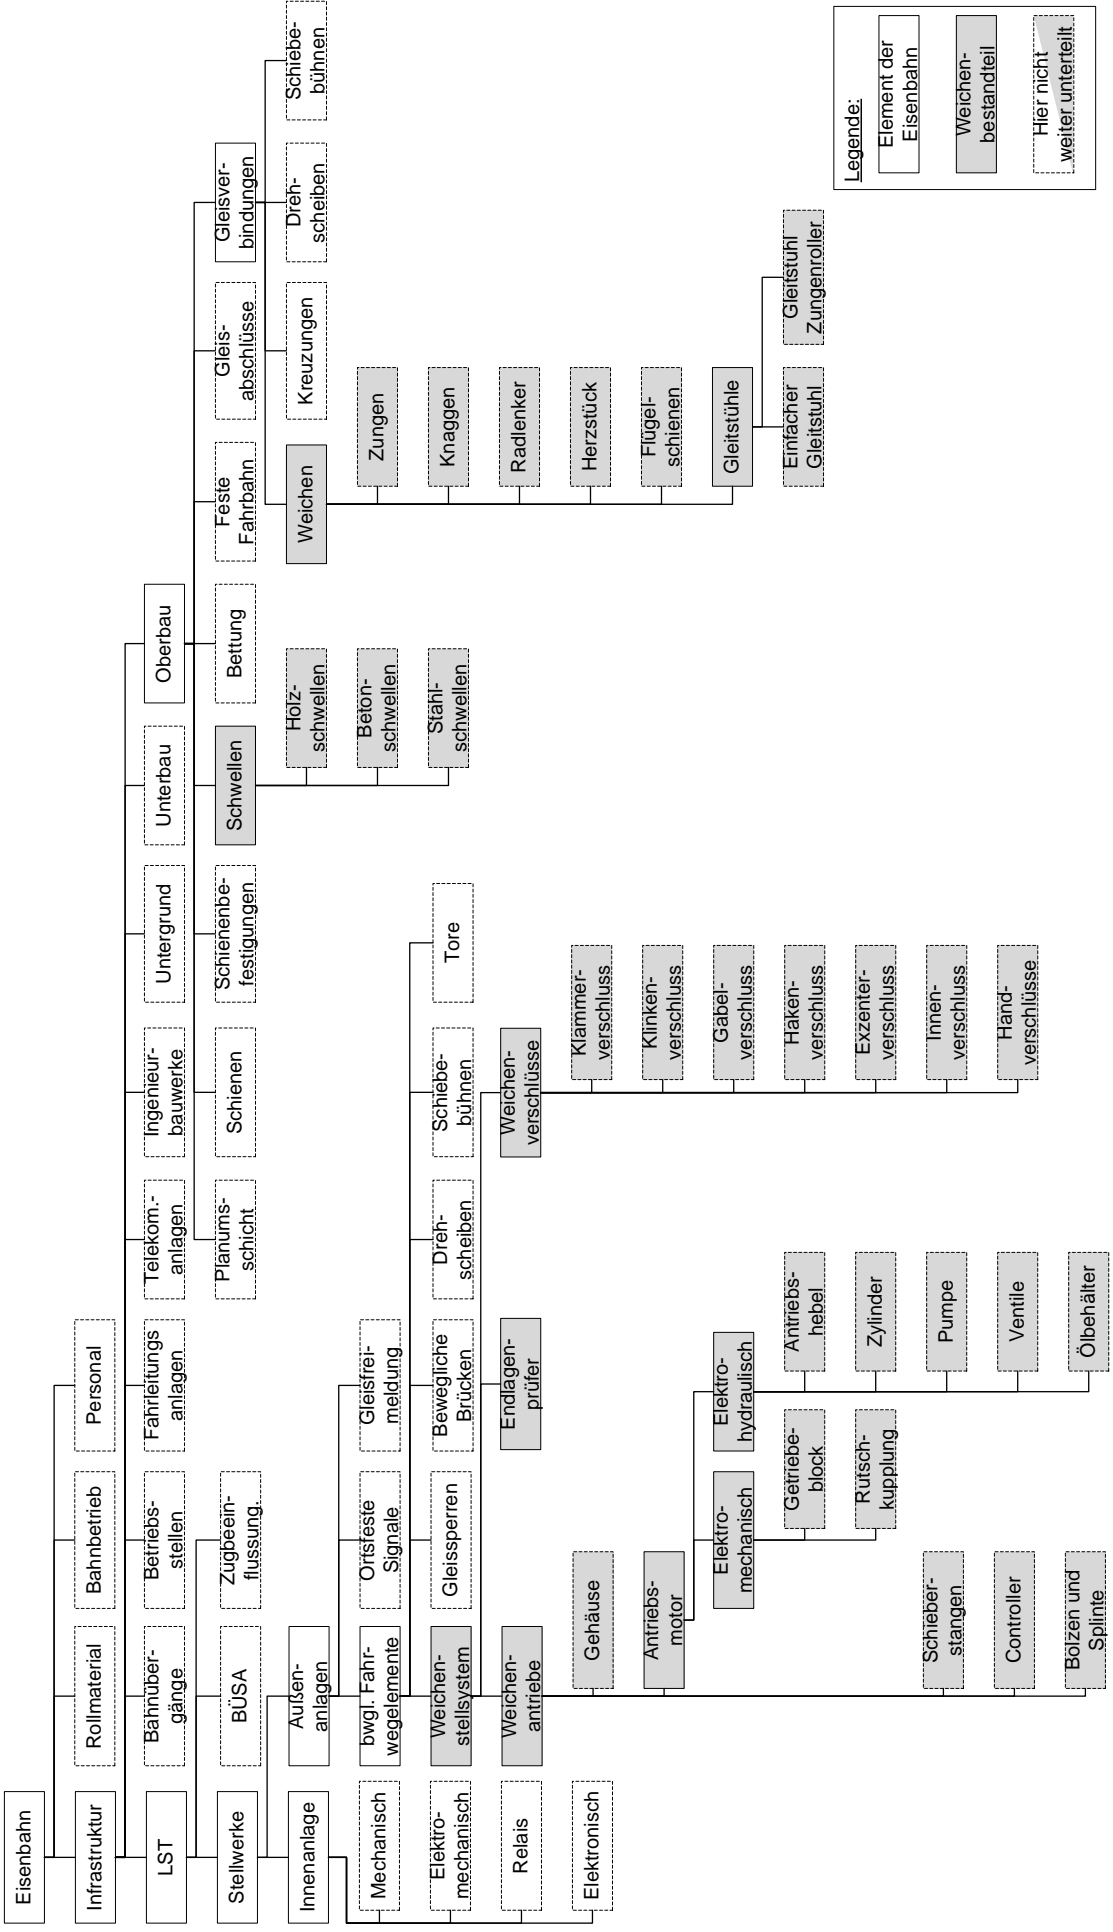 Eisenbahn
Infrastruktur
Rollmaterial
Bahnbetrieb
Personal
LST
Bahnüber-
gänge
Betriebs-
stellen
Fahrleitungs
anlagen
Telekom.-
anlagen
Ingenieur-
bauwerke
Untergrund
Unterbau
Oberbau
Stellwerke
BÜSA
Zugbeein-
flussung.
Planums-
schicht
Schienen
Schienenbe-
festigungen
Schwellen
Bettung
Feste
Fahrbahn
Gleis-
abschlüsse
Gleisver-
bindungen
Innenanlage
Außen-
anlagen
Holz-
schwellen
Beton-
schwellen
Stahl-
schwellen
Weichen
Kreuzungen
Dreh-
scheiben
Schiebe-
bühnen
Mechanisch
Elektro-
mechanisch
Relais
Elektronisch
bwgl. Fahr-
wegelemente
Ortsfeste
Signale
Gleisfrei-
meldung
Zungen
Knaggen
Radlenker
Herzstück
Flügel-
schienen
Gleitstühle
Einfacher
Gleitstuhl
Gleitstuhl
Zungenroller
Weichen-
stellsystem
Gleissperren
Bewegliche
Brücken
Dreh-
scheiben
Schiebe-
bühnen
Tore
Weichen-
antriebe
Endlagen-
prüfer
Weichen-
verschlüsse
Gehäuse
Antriebs-
motor
Elektro-
mechanisch
Elektro-
hydraulisch
Getriebe-
block
Rutsch-
kupplung
Antriebs-
hebel
Zylinder
Pumpe
Ventile
Ölbehälter
Schieber-
stangen
Controller
Bolzen und
Splinte
Klammer-
verschluss
Klinken-
verschluss
Gabel-
verschluss
Haken-
verschluss
Exzenter-
verschluss
Innen-
verschluss
Hand-
verschlüsse
Legende:
Element der
Eisenbahn
Weichen-
bestandteil
Hier nicht
weiter unterteilt